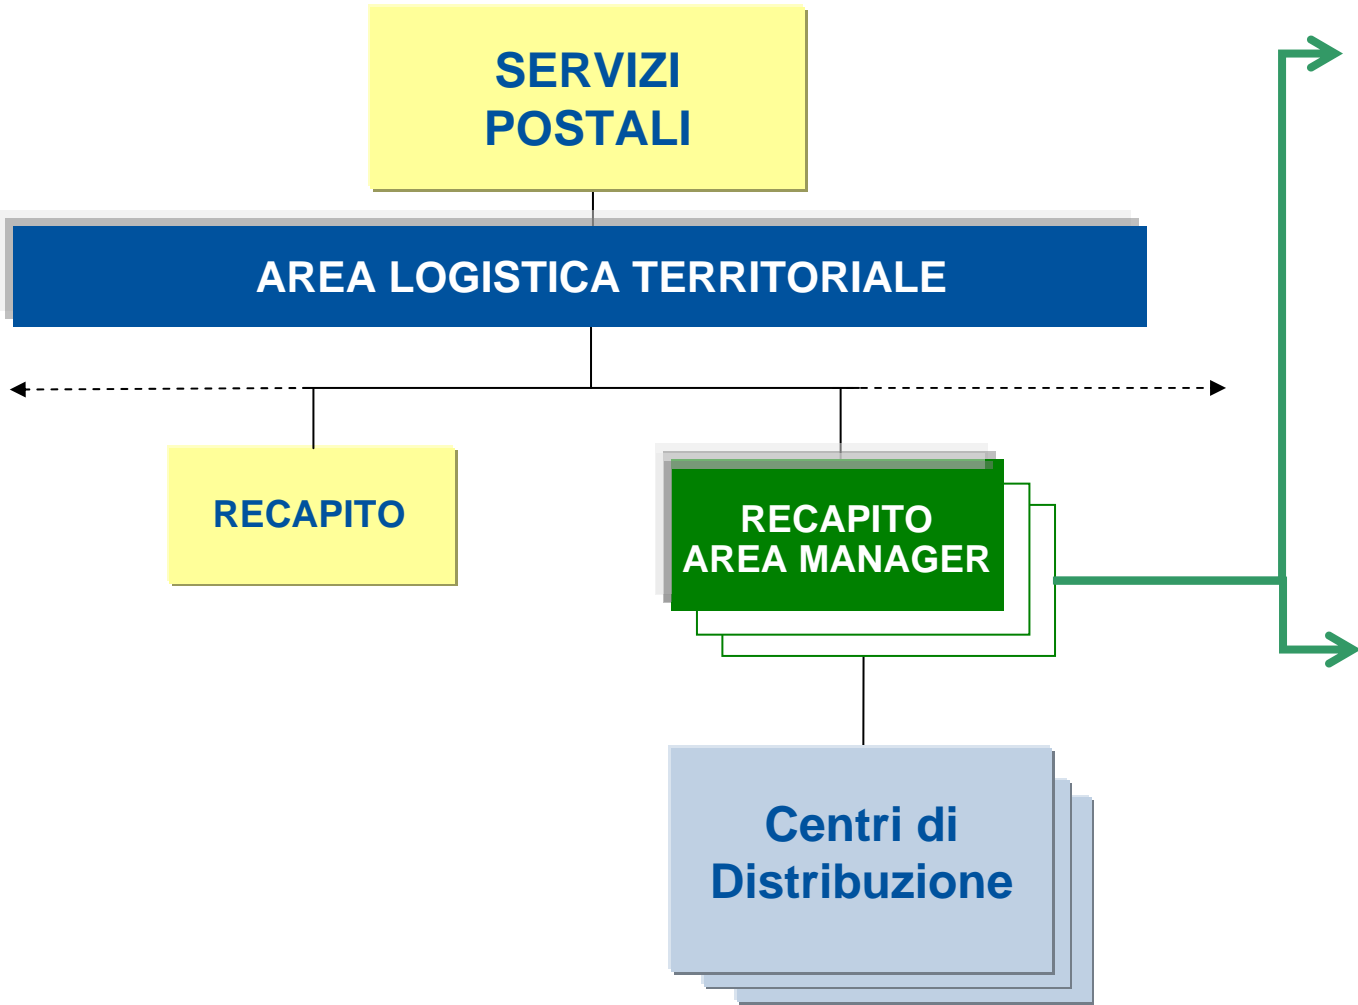 SERVIZI
POSTALI
AREA LOGISTICA TERRITORIALE
RECAPITO
RECAPITO
AREA MANAGER
Centri di
Distribuzione